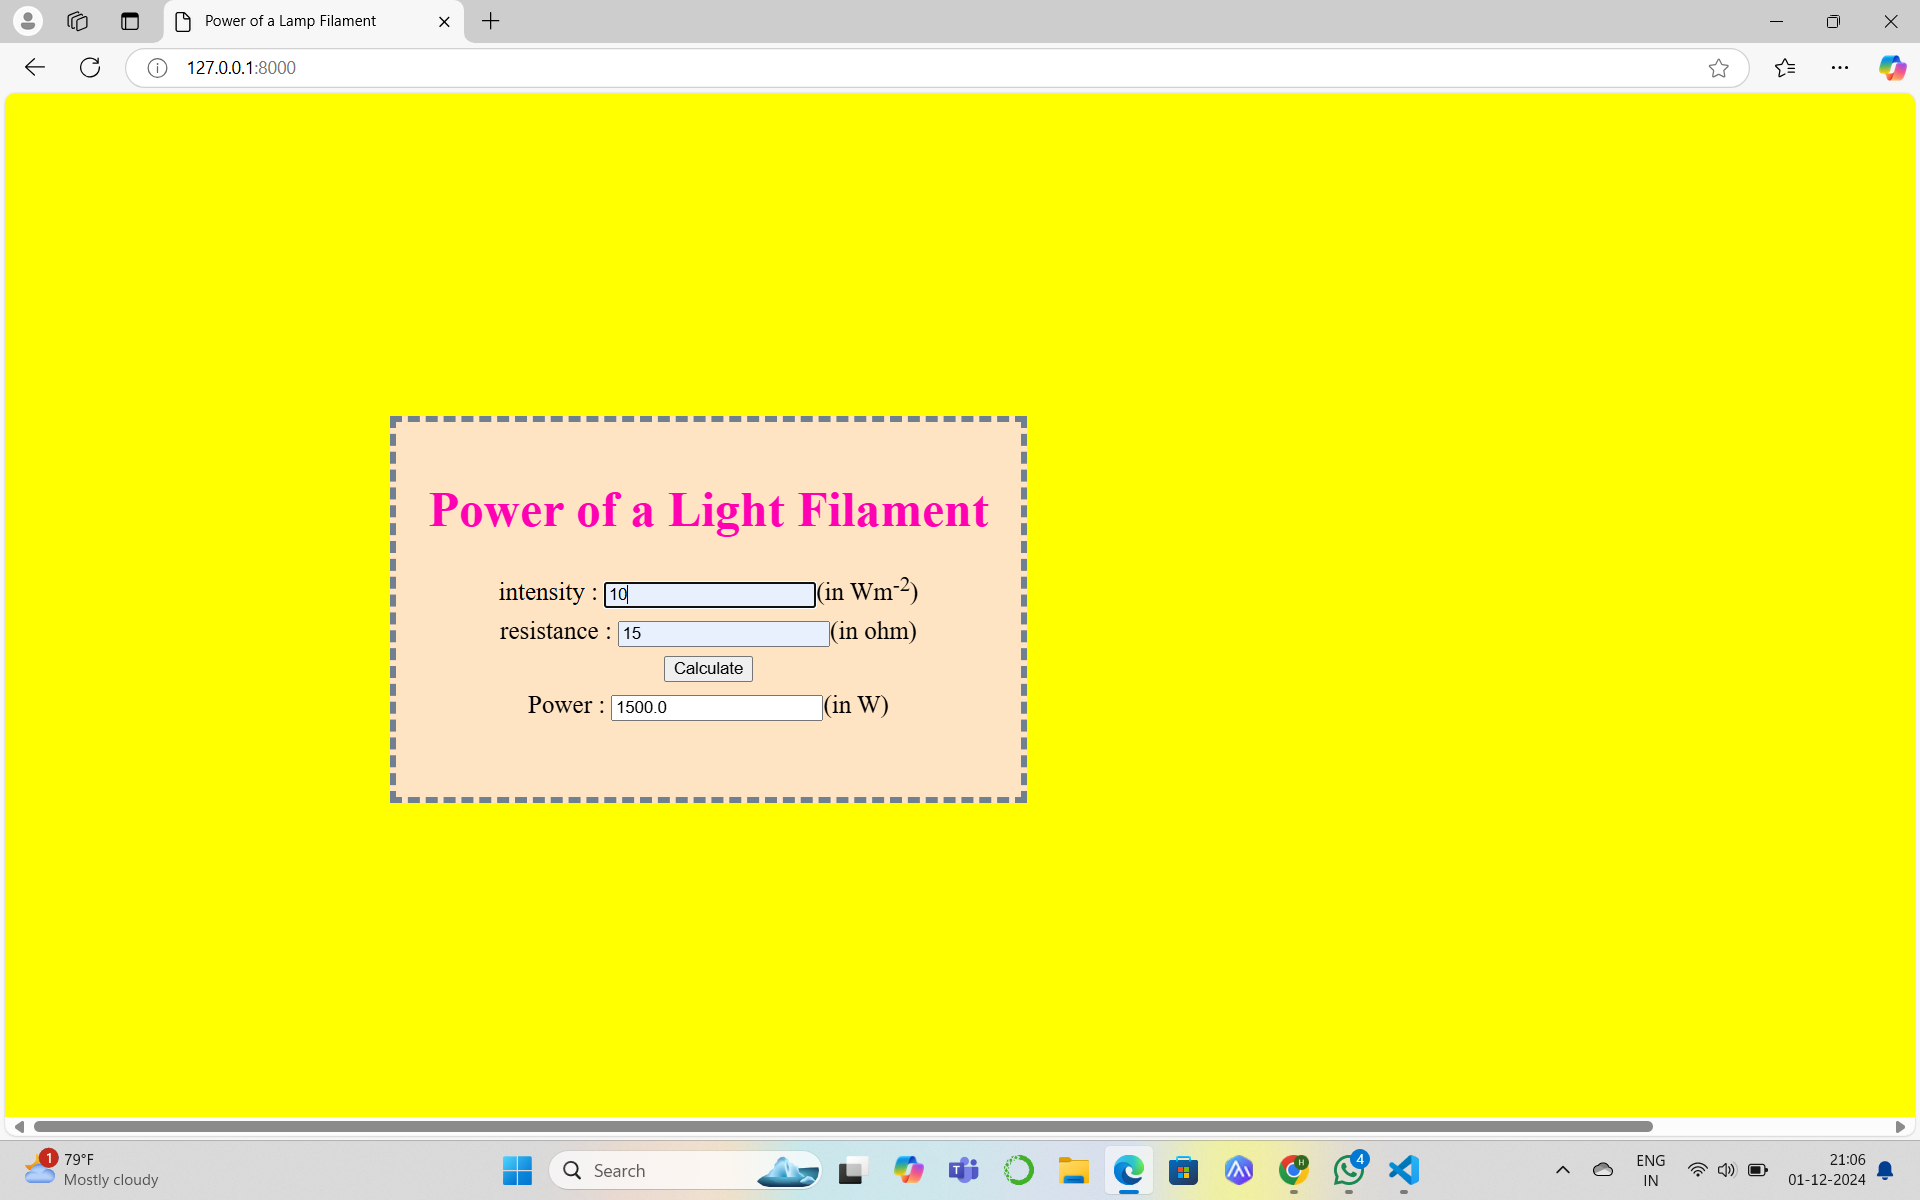 Power of a Lamp Filament
127.0.0.1:8000
Power of a Light Filament
intensity : 10(in Wm-2)
resistance : 15(in ohm)
Calculate
Power : 1500.0(in W)
1
79°F
Mostly cloudy
Search
4
ENG
IN
21:06
01-12-2024